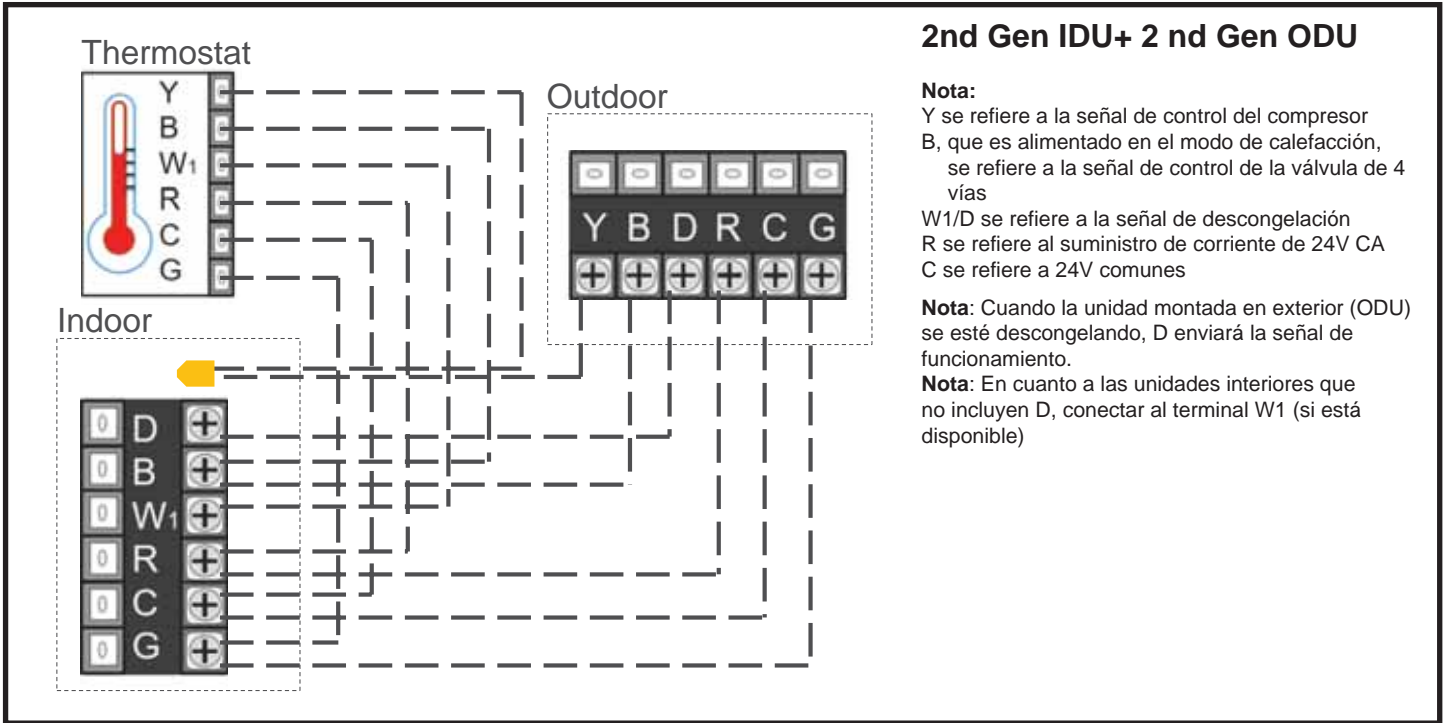 2nd Gen IDU+ 2 nd Gen ODU
Thermostat
Y
B
W1
R
C
G
Outdoor
Y B D R C G
Indoor
D
B
W1
R
C
G
Nota:
Y se refiere a la señal de control del compresor
B, que es alimentado en el modo de calefacción,
se refiere a la señal de control de la válvula de 4
vías
W1/D se refiere a la señal de descongelación
R se refiere al suministro de corriente de 24V CA
C se refiere a 24V comunes
Nota: Cuando la unidad montada en exterior (ODU)
se esté descongelando, D enviará la señal de
funcionamiento.
Nota: En cuanto a las unidades interiores que
no incluyen D, conectar al terminal W1 (si está
disponible)